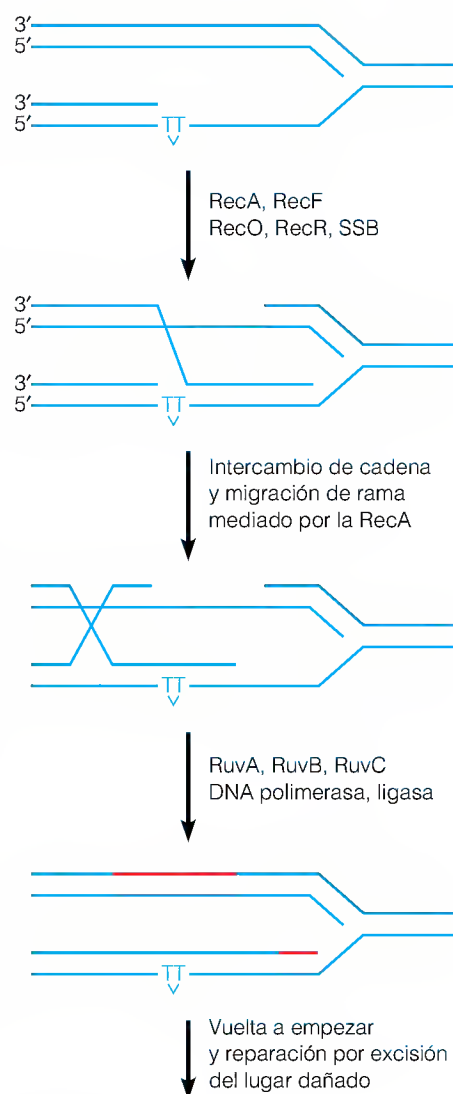 3′
5′
3′
5′
TT
RecA, RecF
RecO, RecR, SSB
3′
5′
3′
5′
TT
Intercambio de cadena
y migración de rama
mediado por la RecA
TT
RuvA, RuvB, RuvC
DNA polimerasa, ligasa
TT
Vuelta a empezar
y reparación por excisión
del lugar dañado